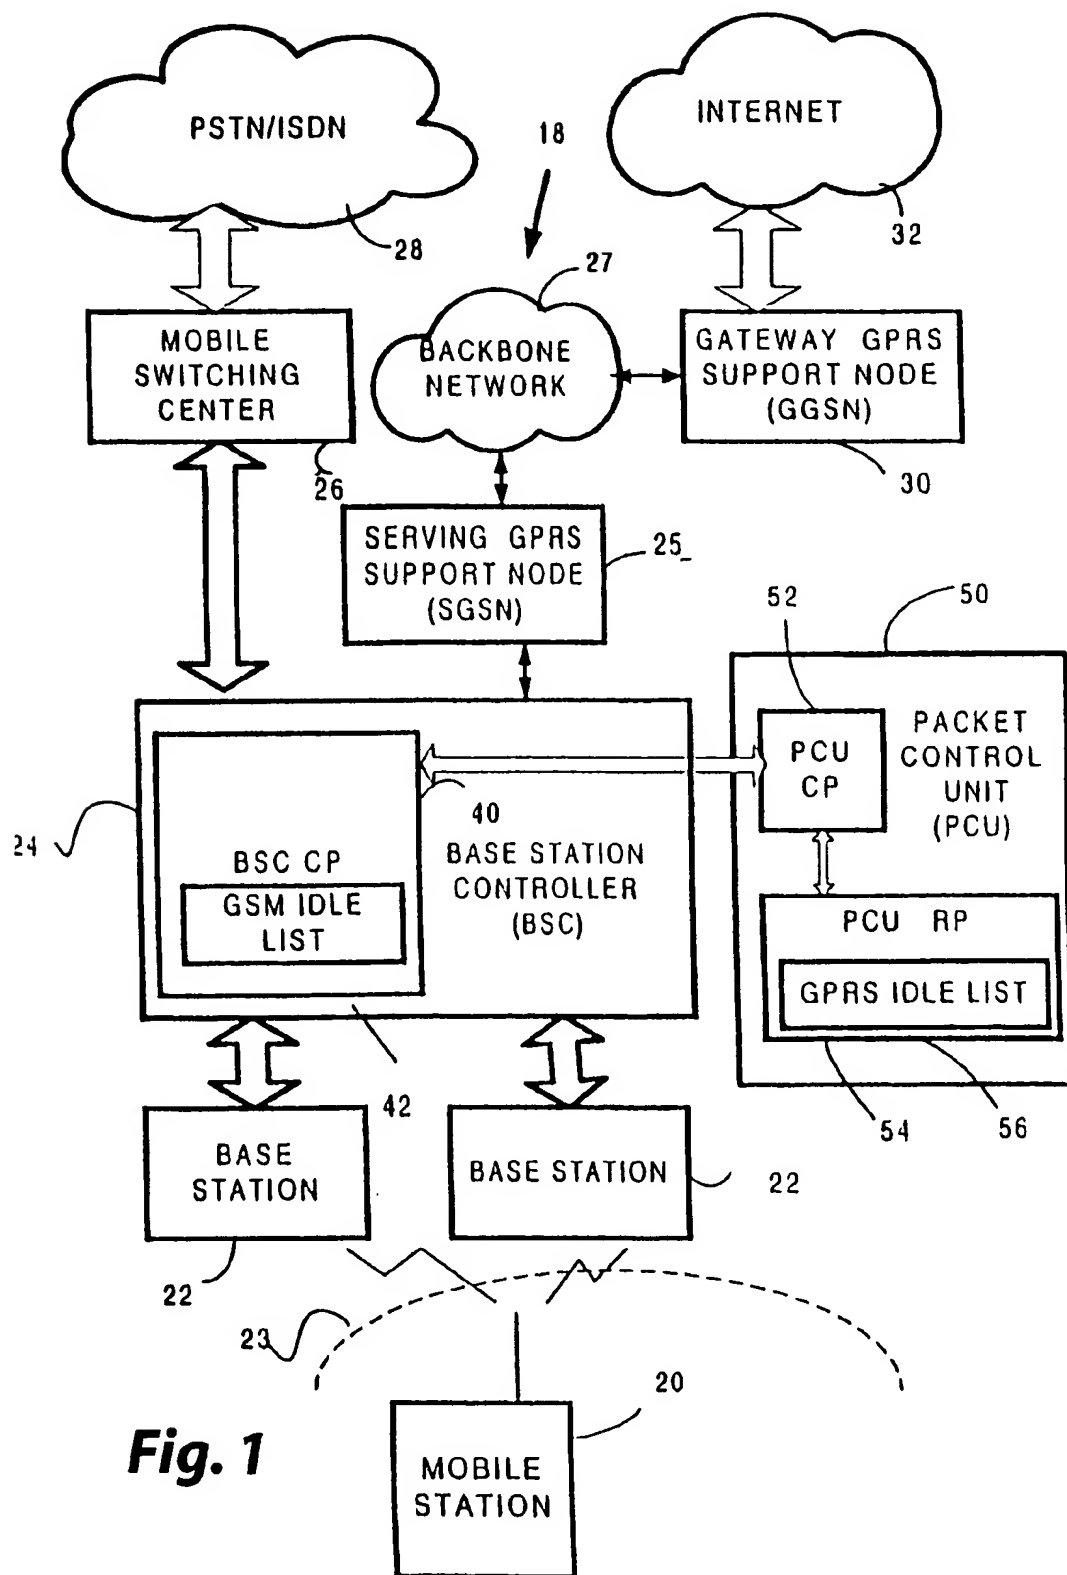 PSTN/ISDN
INTERNET
18
28
32
27
MOBILE
SWITCHING
CENTER
BACKBONE
NETWORK
GATEWAY GPRS
SUPPORT NODE
(GGSN)
26
30
SERVING GPRS
SUPPORT NODE
(SGSN)
25
52
50
PCU
CP
PACKET
CONTROL
UNIT
(PCU)
24
40
BSC CP
GSM IDLE
LIST
BASE STATION
CONTROLLER
(BSC)
PCU RP
GPRS IDLE LIST
42
54
56
BASE
STATION
BASE STATION
22
22
23
20
MOBILE
STATION
Fig. 1